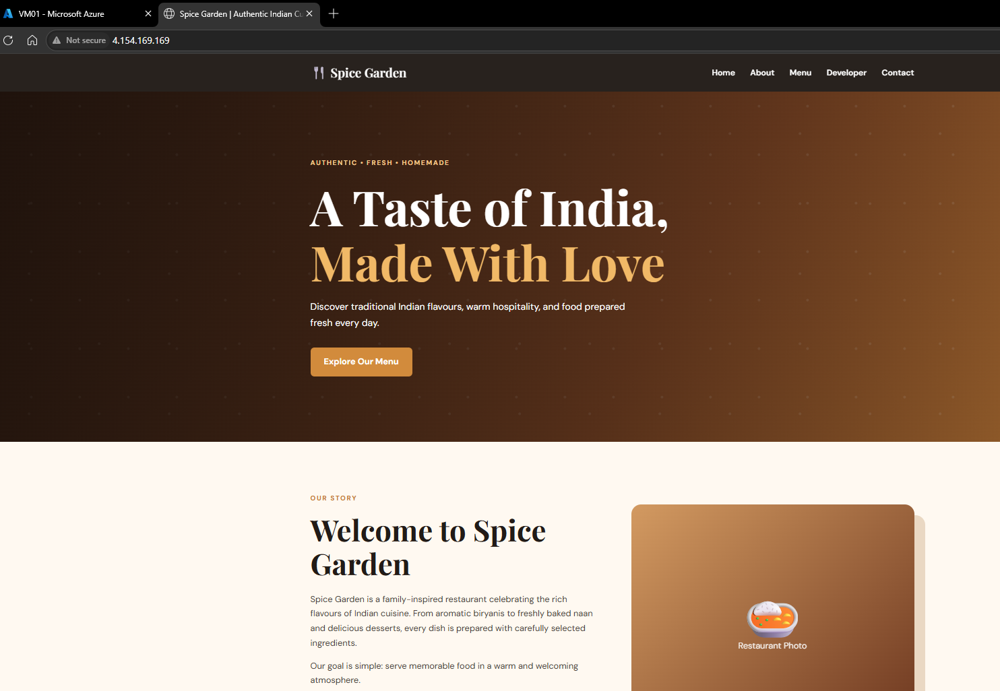 VM01 - Microsoft Azure
Spice Garden | Authentic Indian Cu
Not secure 4.154.169.169
Spice Garden
Home About Menu Developer Contact
AUTHENTIC • FRESH • HOMEMADE
A Taste of India,
Made With Love
Discover traditional Indian flavours, warm hospitality, and food prepared
fresh every day.
Explore Our Menu
OUR STORY
Welcome to Spice
Garden
Spice Garden is a family-inspired restaurant celebrating the rich
flavours of Indian cuisine. From aromatic biryanis to freshly baked naan
and delicious desserts, every dish is prepared with carefully selected
ingredients.
Our goal is simple: serve memorable food in a warm and welcoming
atmosphere.
Restaurant Photo